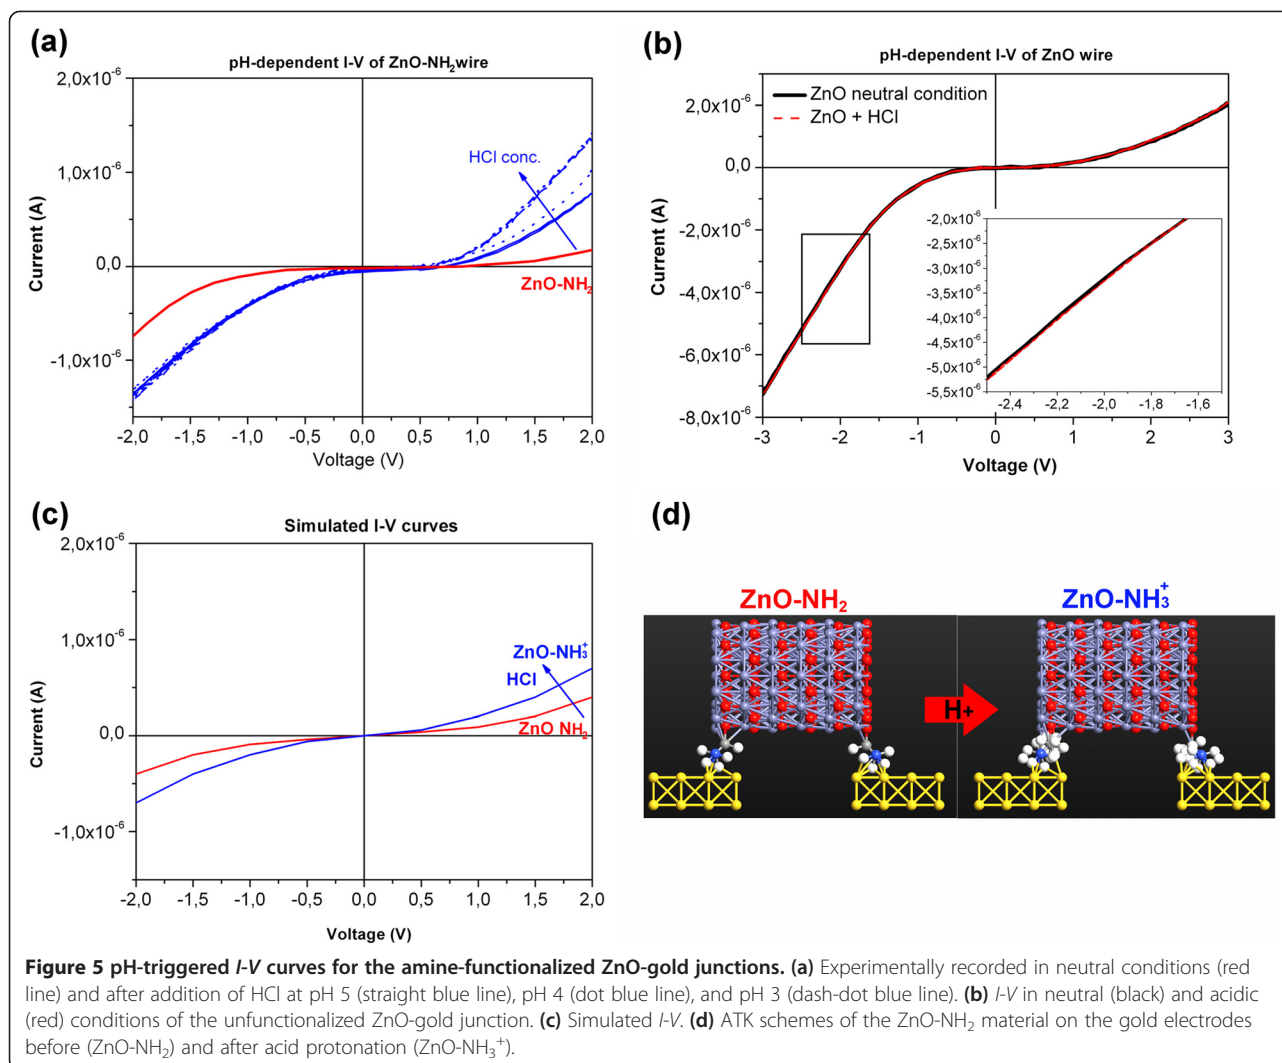 (a)
pH-dependent I-V of ZnO-NH₂wire
2,0x10⁻⁶
1,0x10⁻⁶
0,0
-1,0x10⁻⁶
Current (A)
HCl conc.
ZnO-NH₂
-2,0 -1,5 -1,0 -0,5 0,0 0,5 1,0 1,5 2,0
Voltage (V)
(b)
pH-dependent I-V of ZnO wire
ZnO neutral condition
ZnO + HCl
2,0x10⁻⁶
0,0
-2,0x10⁻⁶
-4,0x10⁻⁶
-6,0x10⁻⁶
-8,0x10⁻⁶
Current (A)
-2,0x10⁻⁶
-2,5x10⁻⁶
-3,0x10⁻⁶
-3,5x10⁻⁶
-4,0x10⁻⁶
-4,5x10⁻⁶
-5,0x10⁻⁶
-5,5x10⁻⁶
-2,4 -2,2 -2,0 -1,8 -1,6
-3 -2 -1 0 1 2 3
Voltage (V)
(c)
Simulated I-V curves
2,0x10⁻⁶
1,0x10⁻⁶
0,0
-1,0x10⁻⁶
Current (A)
ZnO-NH₃⁺
HCl
ZnO NH₂
-2,0 -1,5 -1,0 -0,5 0,0 0,5 1,0 1,5 2,0
Voltage (V)
(d)
ZnO-NH₂
ZnO-NH₃⁺
H+
Figure 5 pH-triggered I-V curves for the amine-functionalized ZnO-gold junctions. (a) Experimentally recorded in neutral conditions (red
line) and after addition of HCl at pH 5 (straight blue line), pH 4 (dot blue line), and pH 3 (dash-dot blue line). (b) I-V in neutral (black) and acidic
(red) conditions of the unfunctionalized ZnO-gold junction. (c) Simulated I-V. (d) ATK schemes of the ZnO-NH₂ material on the gold electrodes
before (ZnO-NH₂) and after acid protonation (ZnO-NH₃⁺).